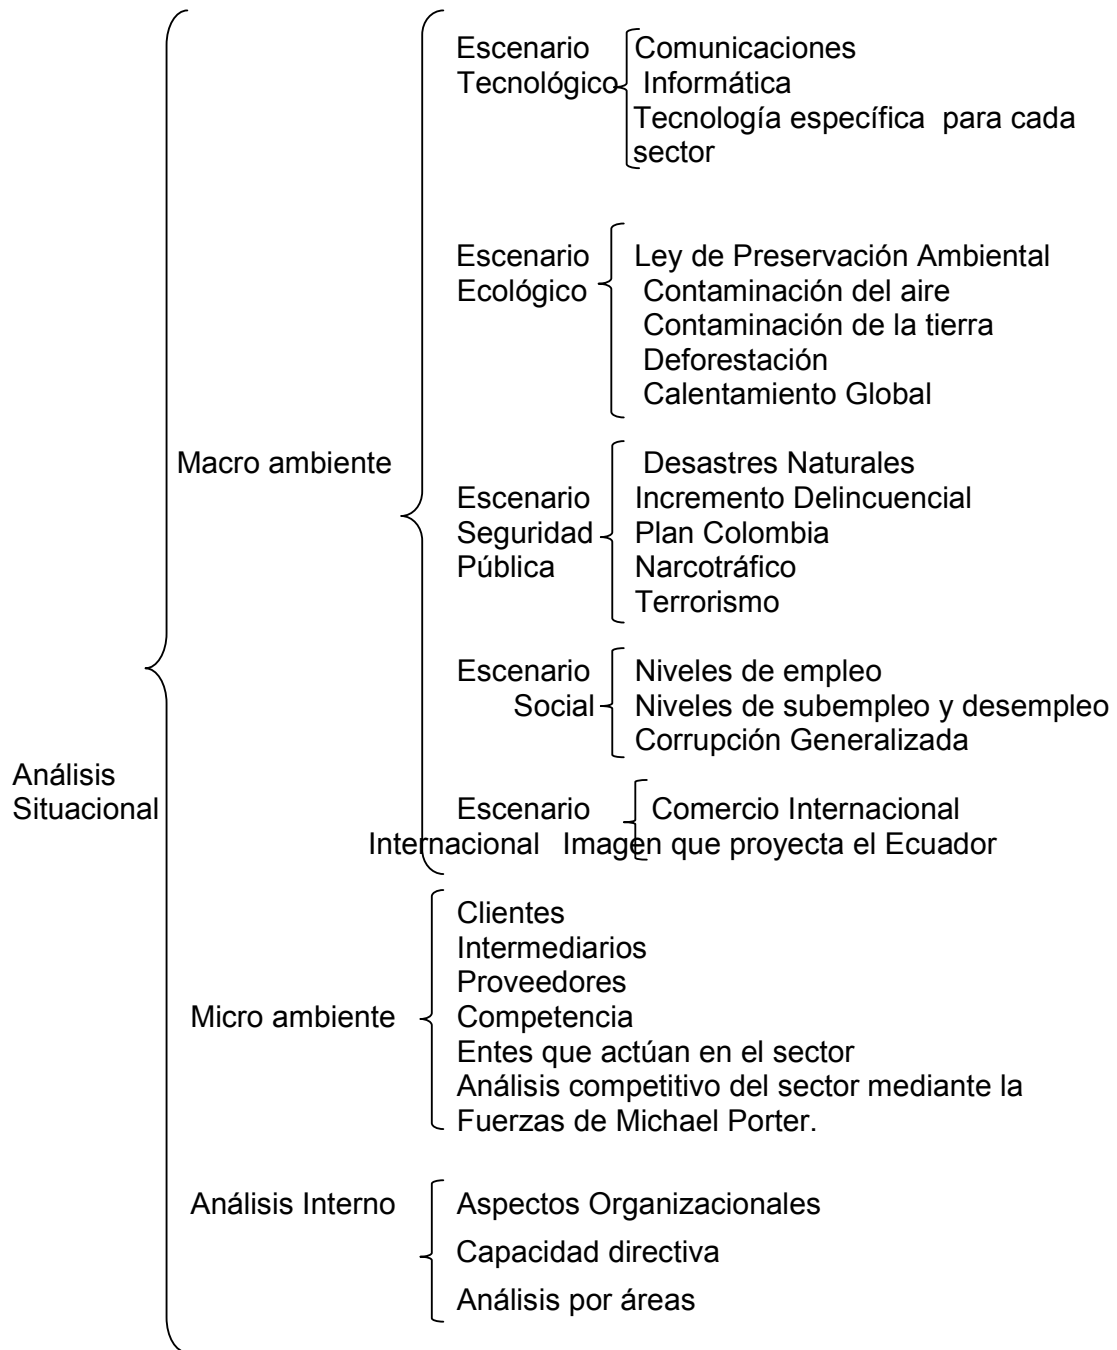 Escenario
Tecnológico
Comunicaciones
Informática
Tecnología específica para cada
sector
Escenario
Ecológico
Ley de Preservación Ambiental
Contaminación del aire
Contaminación de la tierra
Deforestación
Calentamiento Global
Macro ambiente
Escenario
Seguridad
Pública
Desastres Naturales
Incremento Delincuencial
Plan Colombia
Narcotráfico
Terrorismo
Escenario
Social
Niveles de empleo
Niveles de subempleo y desempleo
Corrupción Generalizada
Análisis
Situacional
Escenario
Internacional
Comercio Internacional
Imagen que proyecta el Ecuador
Micro ambiente
Clientes
Intermediarios
Proveedores
Competencia
Entes que actúan en el sector
Análisis competitivo del sector mediante la
Fuerzas de Michael Porter.
Análisis Interno
Aspectos Organizacionales
Capacidad directiva
Análisis por áreas